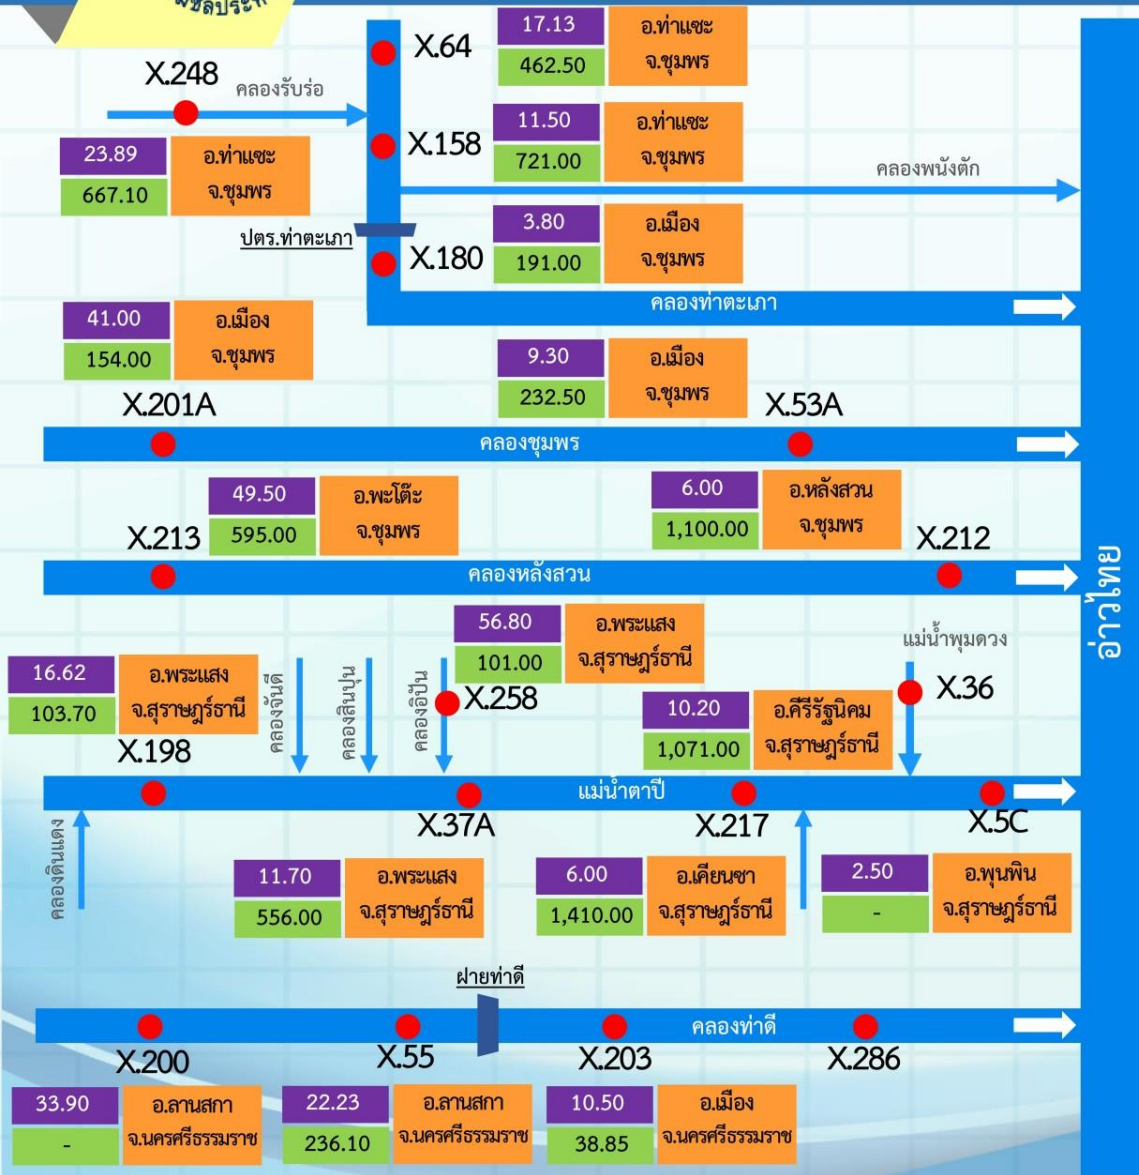 X.64
17.13
462.50
อ.ท่าแซะ
จ.ชุมพร
X.248
คลองรับร่อ
23.89
667.10
อ.ท่าแซะ
จ.ชุมพร
X.158
11.50
721.00
อ.ท่าแซะ
จ.ชุมพร
คลองพนังตัก
ปตร.ท่าตะเภา
X.180
3.80
191.00
อ.เมือง
จ.ชุมพร
คลองท่าตะเภา
41.00
154.00
อ.เมือง
จ.ชุมพร
X.201A
9.30
232.50
อ.เมือง
จ.ชุมพร
X.53A
คลองชุมพร
X.213
49.50
595.00
อ.พะโต๊ะ
จ.ชุมพร
6.00
1,100.00
อ.หลังสวน
จ.ชุมพร
X.212
คลองหลังสวน
อ่าวไทย
16.62
103.70
อ.พระแสง
จ.สุราษฎร์ธานี
X.198
คลองจันดี
คลองสินปุน
คลองอิปัน
56.80
101.00
อ.พระแสง
จ.สุราษฎร์ธานี
X.258
10.20
1,071.00
อ.คีรีรัฐนิคม
จ.สุราษฎร์ธานี
แม่น้ำพุมดวง
X.36
แม่น้ำตาปี
X.37A
X.217
X.5C
คลองดินแดง
11.70
556.00
อ.พระแสง
จ.สุราษฎร์ธานี
6.00
1,410.00
อ.เคียนซา
จ.สุราษฎร์ธานี
2.50
-
อ.พุนพิน
จ.สุราษฎร์ธานี
ฝายท่าดี
คลองท่าดี
X.200
X.55
X.203
X.286
33.90
-
อ.ลานสกา
จ.นครศรีธรรมราช
22.23
236.10
อ.ลานสกา
จ.นครศรีธรรมราช
10.50
38.85
อ.เมือง
จ.นครศรีธรรมราช